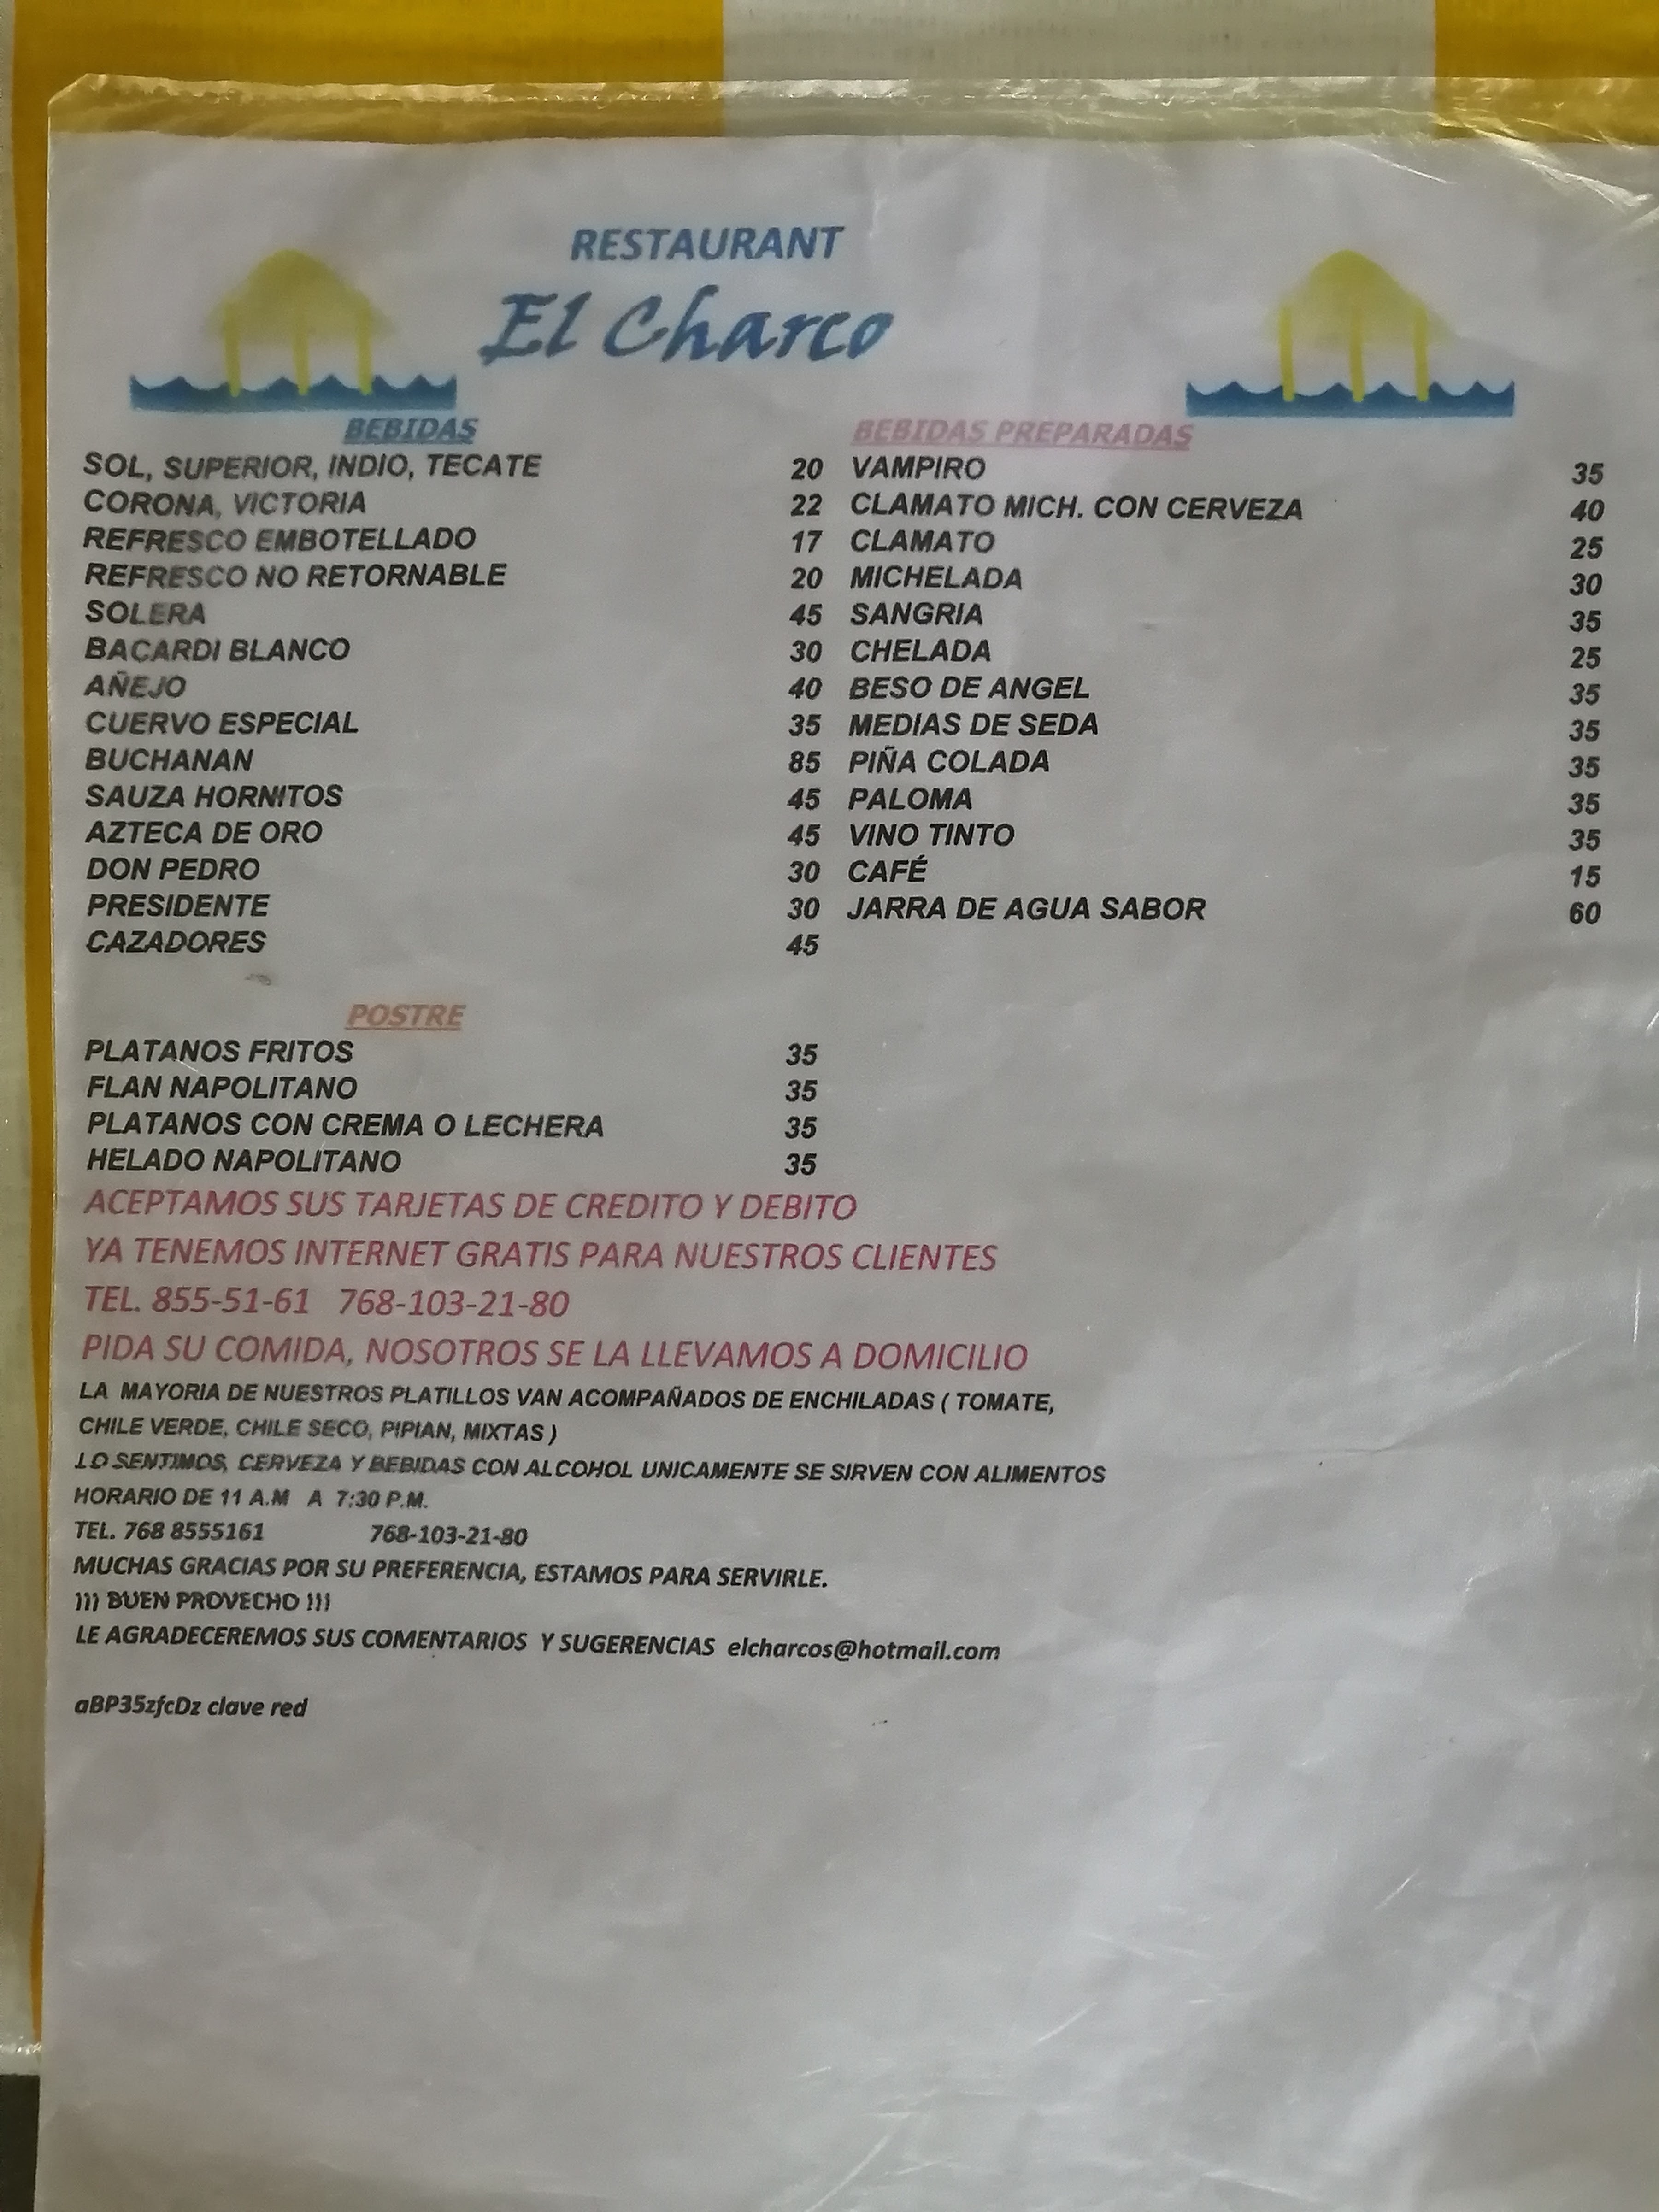 RESTAURANT
El Charco
BEBIDAS
SOL, SUPERIOR, INDIO, TECATE 20
CORONA, VICTORIA 22
REFRESCO EMBOTELLADO 17
REFRESCO NO RETORNABLE 20
SOLERA 45
BACARDI BLANCO 30
AÑEJO 40
CUERVO ESPECIAL 35
BUCHANAN 85
SAUZA HORNITOS 45
AZTECA DE ORO 45
DON PEDRO 30
PRESIDENTE 30
CAZADORES 45
BEBIDAS PREPARADAS
VAMPIRO 35
CLAMATO MICH. CON CERVEZA 40
CLAMATO 25
MICHELADA 30
SANGRIA 35
CHELADA 25
BESO DE ANGEL 35
MEDIAS DE SEDA 35
PIÑA COLADA 35
PALOMA 35
VINO TINTO 35
CAFÉ 15
JARRA DE AGUA SABOR 60
POSTRE
PLATANOS FRITOS 35
FLAN NAPOLITANO 35
PLATANOS CON CREMA O LECHERA 35
HELADO NAPOLITANO 35
ACEPTAMOS SUS TARJETAS DE CREDITO Y DEBITO
YA TENEMOS INTERNET GRATIS PARA NUESTROS CLIENTES
TEL. 855-51-61 768-103-21-80
PIDA SU COMIDA, NOSOTROS SE LA LLEVAMOS A DOMICILIO
LA MAYORIA DE NUESTROS PLATILLOS VAN ACOMPAÑADOS DE ENCHILADAS ( TOMATE,
CHILE VERDE, CHILE SECO, PIPIAN, MIXTAS )
LO SENTIMOS, CERVEZA Y BEBIDAS CON ALCOHOL UNICAMENTE SE SIRVEN CON ALIMENTOS
HORARIO DE 11 A.M A 7:30 P.M.
TEL. 768 8555161 768-103-21-80
MUCHAS GRACIAS POR SU PREFERENCIA, ESTAMOS PARA SERVIRLE.
¡¡¡ BUEN PROVECHO !!!
LE AGRADECEREMOS SUS COMENTARIOS Y SUGERENCIAS elcharcos@hotmail.com
aBP35zfcDz clave red